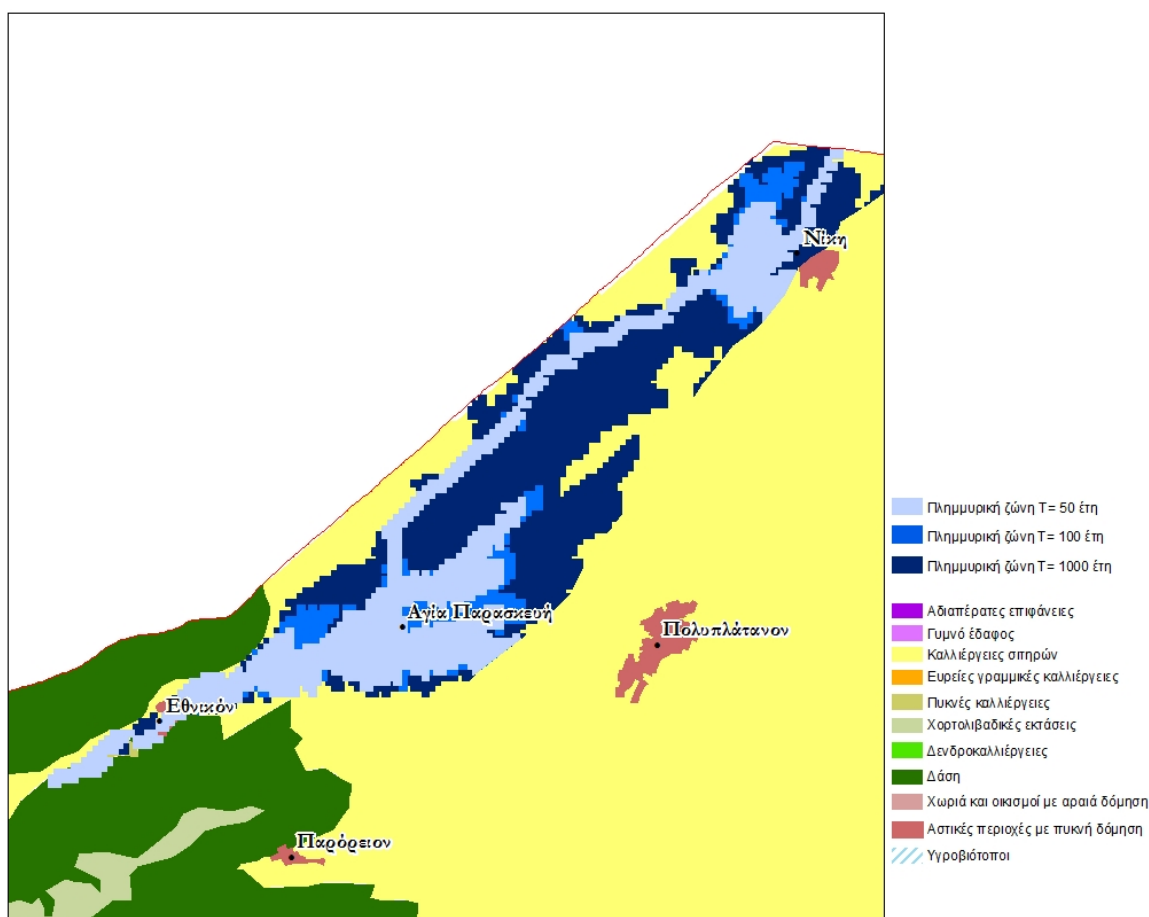 Νίκη
Αγία Παρασκευή
Πολυπλάτανον
Εθνικόν
Παρόρειον
Πλημμυρική ζώνη T= 50 έτη
Πλημμυρική ζώνη T= 100 έτη
Πλημμυρική ζώνη T= 1000 έτη
Αδιαπέρατες επιφάνειες
Γυμνό έδαφος
Καλλιέργειες σιτηρών
Ευρείες γραμμικές καλλιέργειες
Πυκνές καλλιέργειες
Χορτολιβαδικές εκτάσεις
Δενδροκαλλιέργειες
Δάση
Χωριά και οικισμοί με αραιά δόμηση
Αστικές περιοχές με πυκνή δόμηση
Υγροβιότοποι